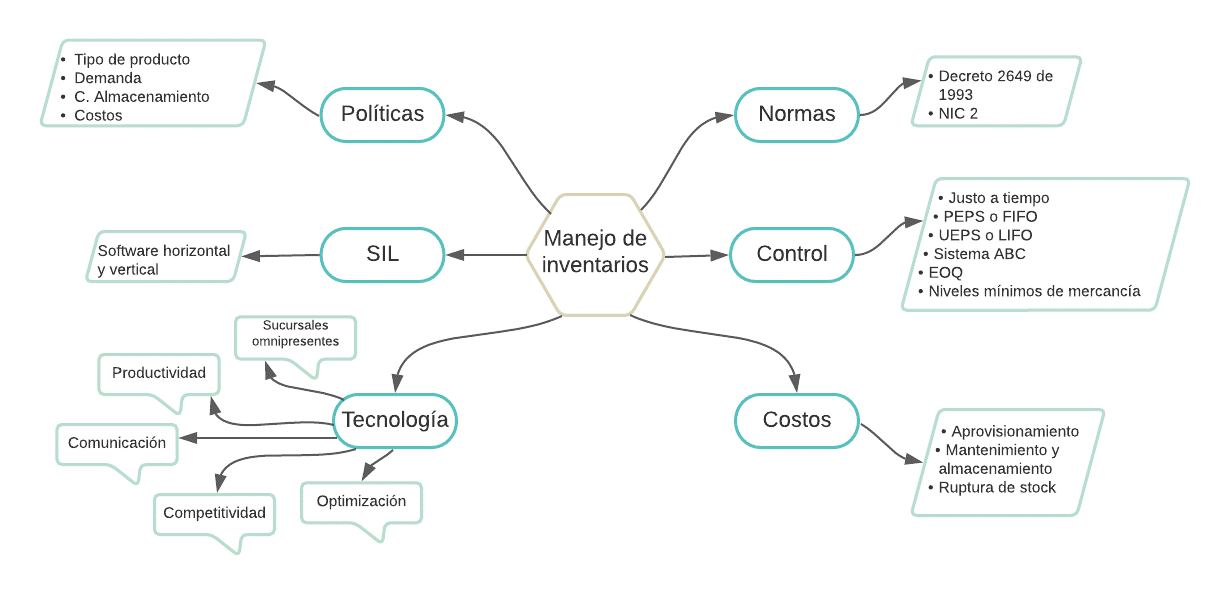 • Tipo de producto
• Demanda
• C. Almacenamiento
• Costos
Políticas
Normas
• Decreto 2649 de
1993
• NIC 2
Manejo de
inventarios
SIL
Software horizontal
y vertical
Control
• Justo a tiempo
• PEPS o FIFO
• UEPS o LIFO
• Sistema ABC
• EOQ
• Niveles mínimos de mercancía
Tecnología
Sucursales
omnipresentes
Productividad
Comunicación
Competitividad
Optimización
Costos
• Aprovisionamiento
• Mantenimiento y
almacenamiento
• Ruptura de stock